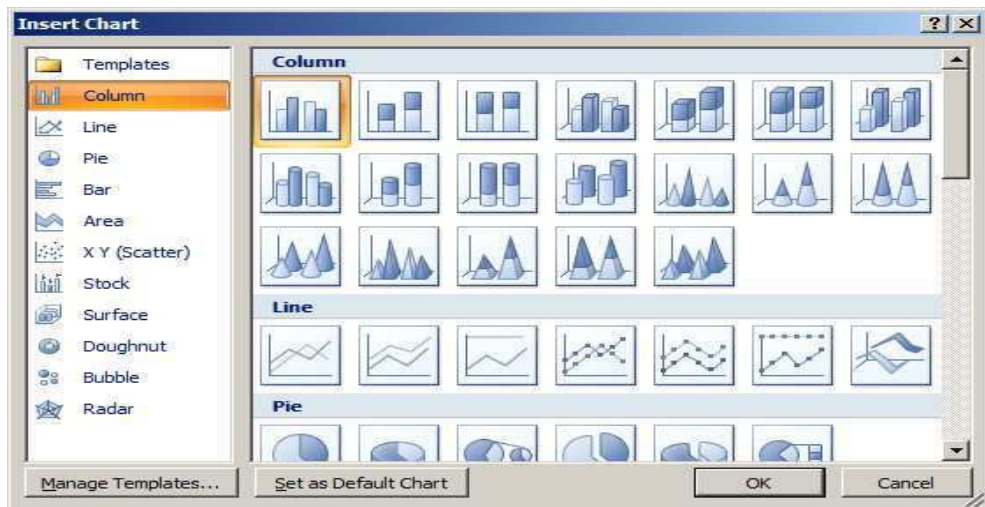 Insert Chart
Templates
Column
Line
Pie
Bar
Area
X Y (Scatter)
Stock
Surface
Doughnut
Bubble
Radar
Column
Line
Pie
Manage Templates...
Set as Default Chart
OK
Cancel